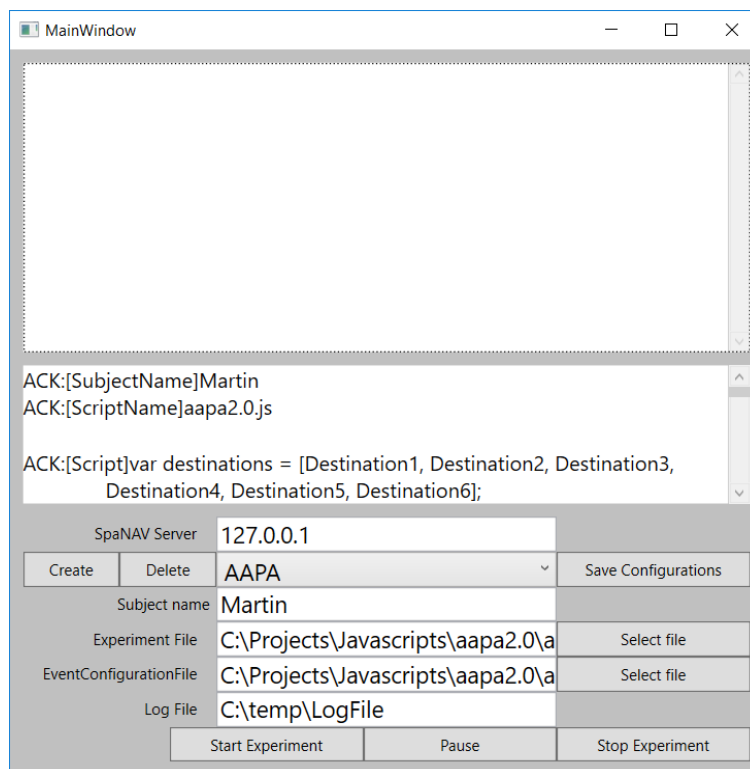 MainWindow
ACK:[SubjectName]Martin
ACK:[ScriptName]aapa2.0.js
ACK:[Script]var destinations = [Destination1, Destination2, Destination3,
Destination4, Destination5, Destination6];
SpaNAV Server 127.0.0.1
Create Delete AAPA Save Configurations
Subject name Martin
Experiment File C:\Projects\Javascripts\aapa2.0\a Select file
EventConfigurationFile C:\Projects\Javascripts\aapa2.0\a Select file
Log File C:\temp\LogFile
Start Experiment Pause Stop Experiment